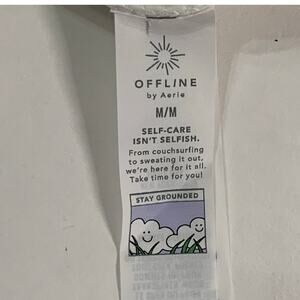 OFFLINE
by Aerie
M/M
SELF-CARE
ISN'T SELFISH.
From couchsurfing
to sweating it out,
we're here for it all.
Take time for you!
STAY GROUNDED